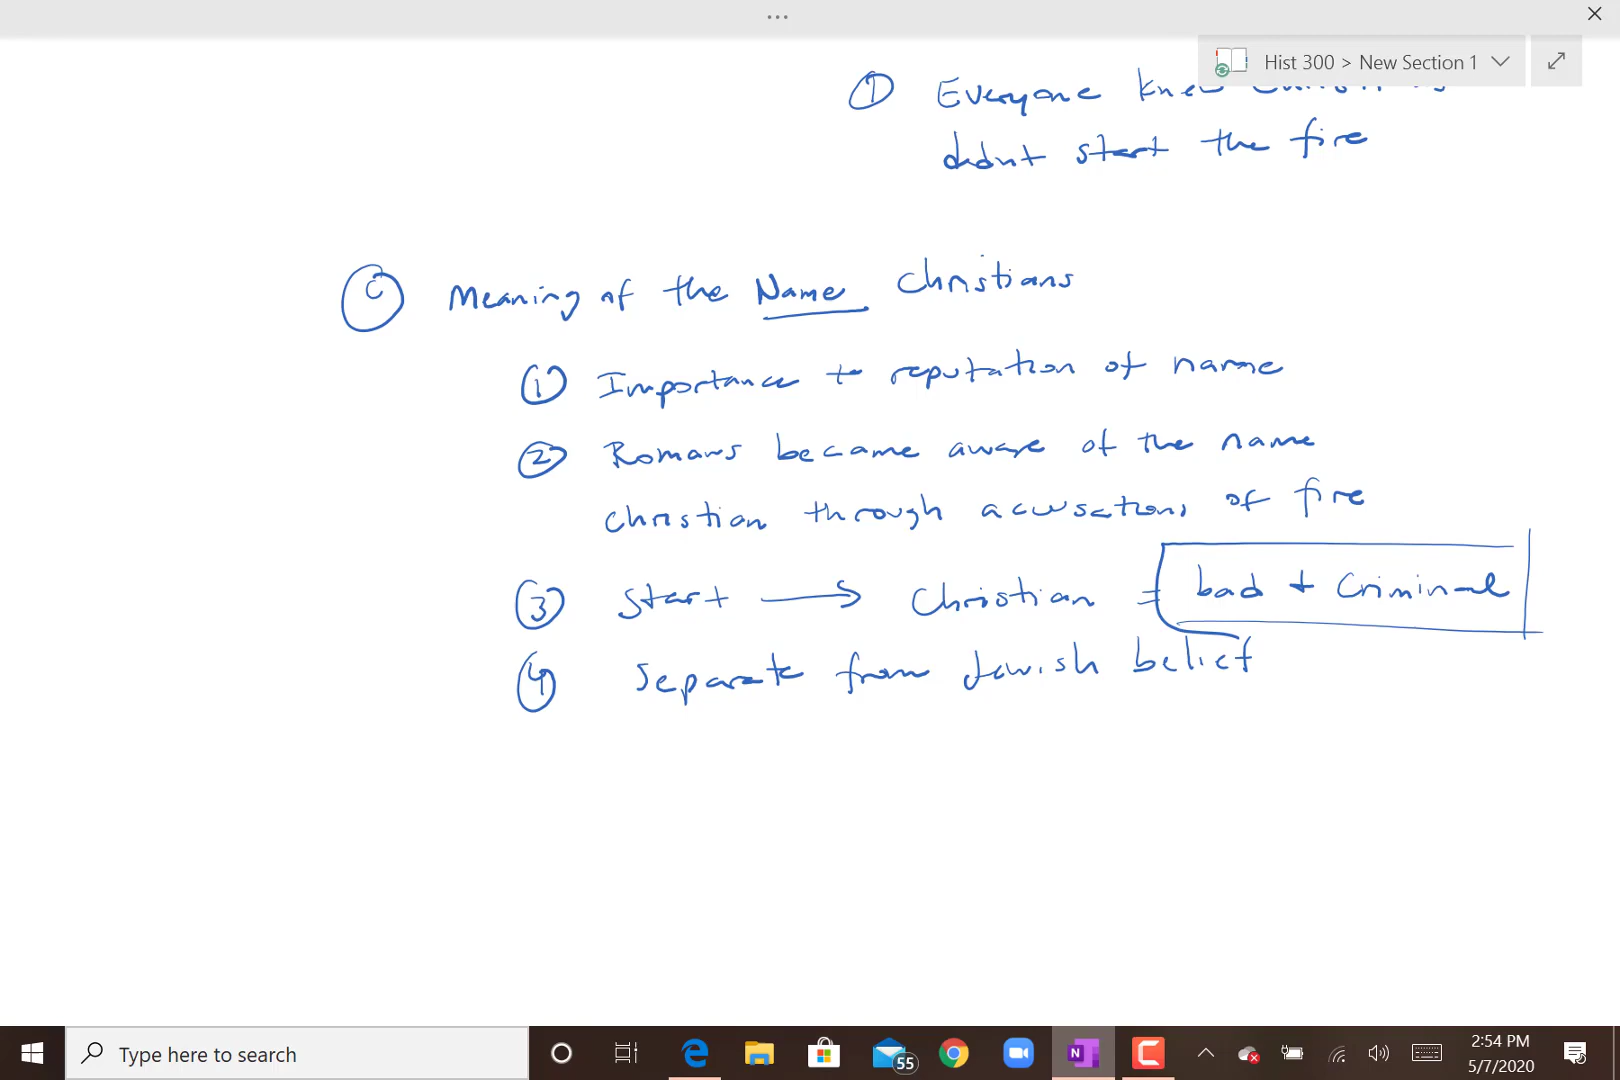 Hist 300 > New Section 1
① Everyone knew
didnt start the fire
Ⓒ Meaning of the Name Christians
① Importance to reputation of name
② Romans became aware of the name
christian through accusations of fire
③ Start → Christian = bad + Criminal
④ Separate from Jewish belief
Type here to search
55
2:54 PM
5/7/2020